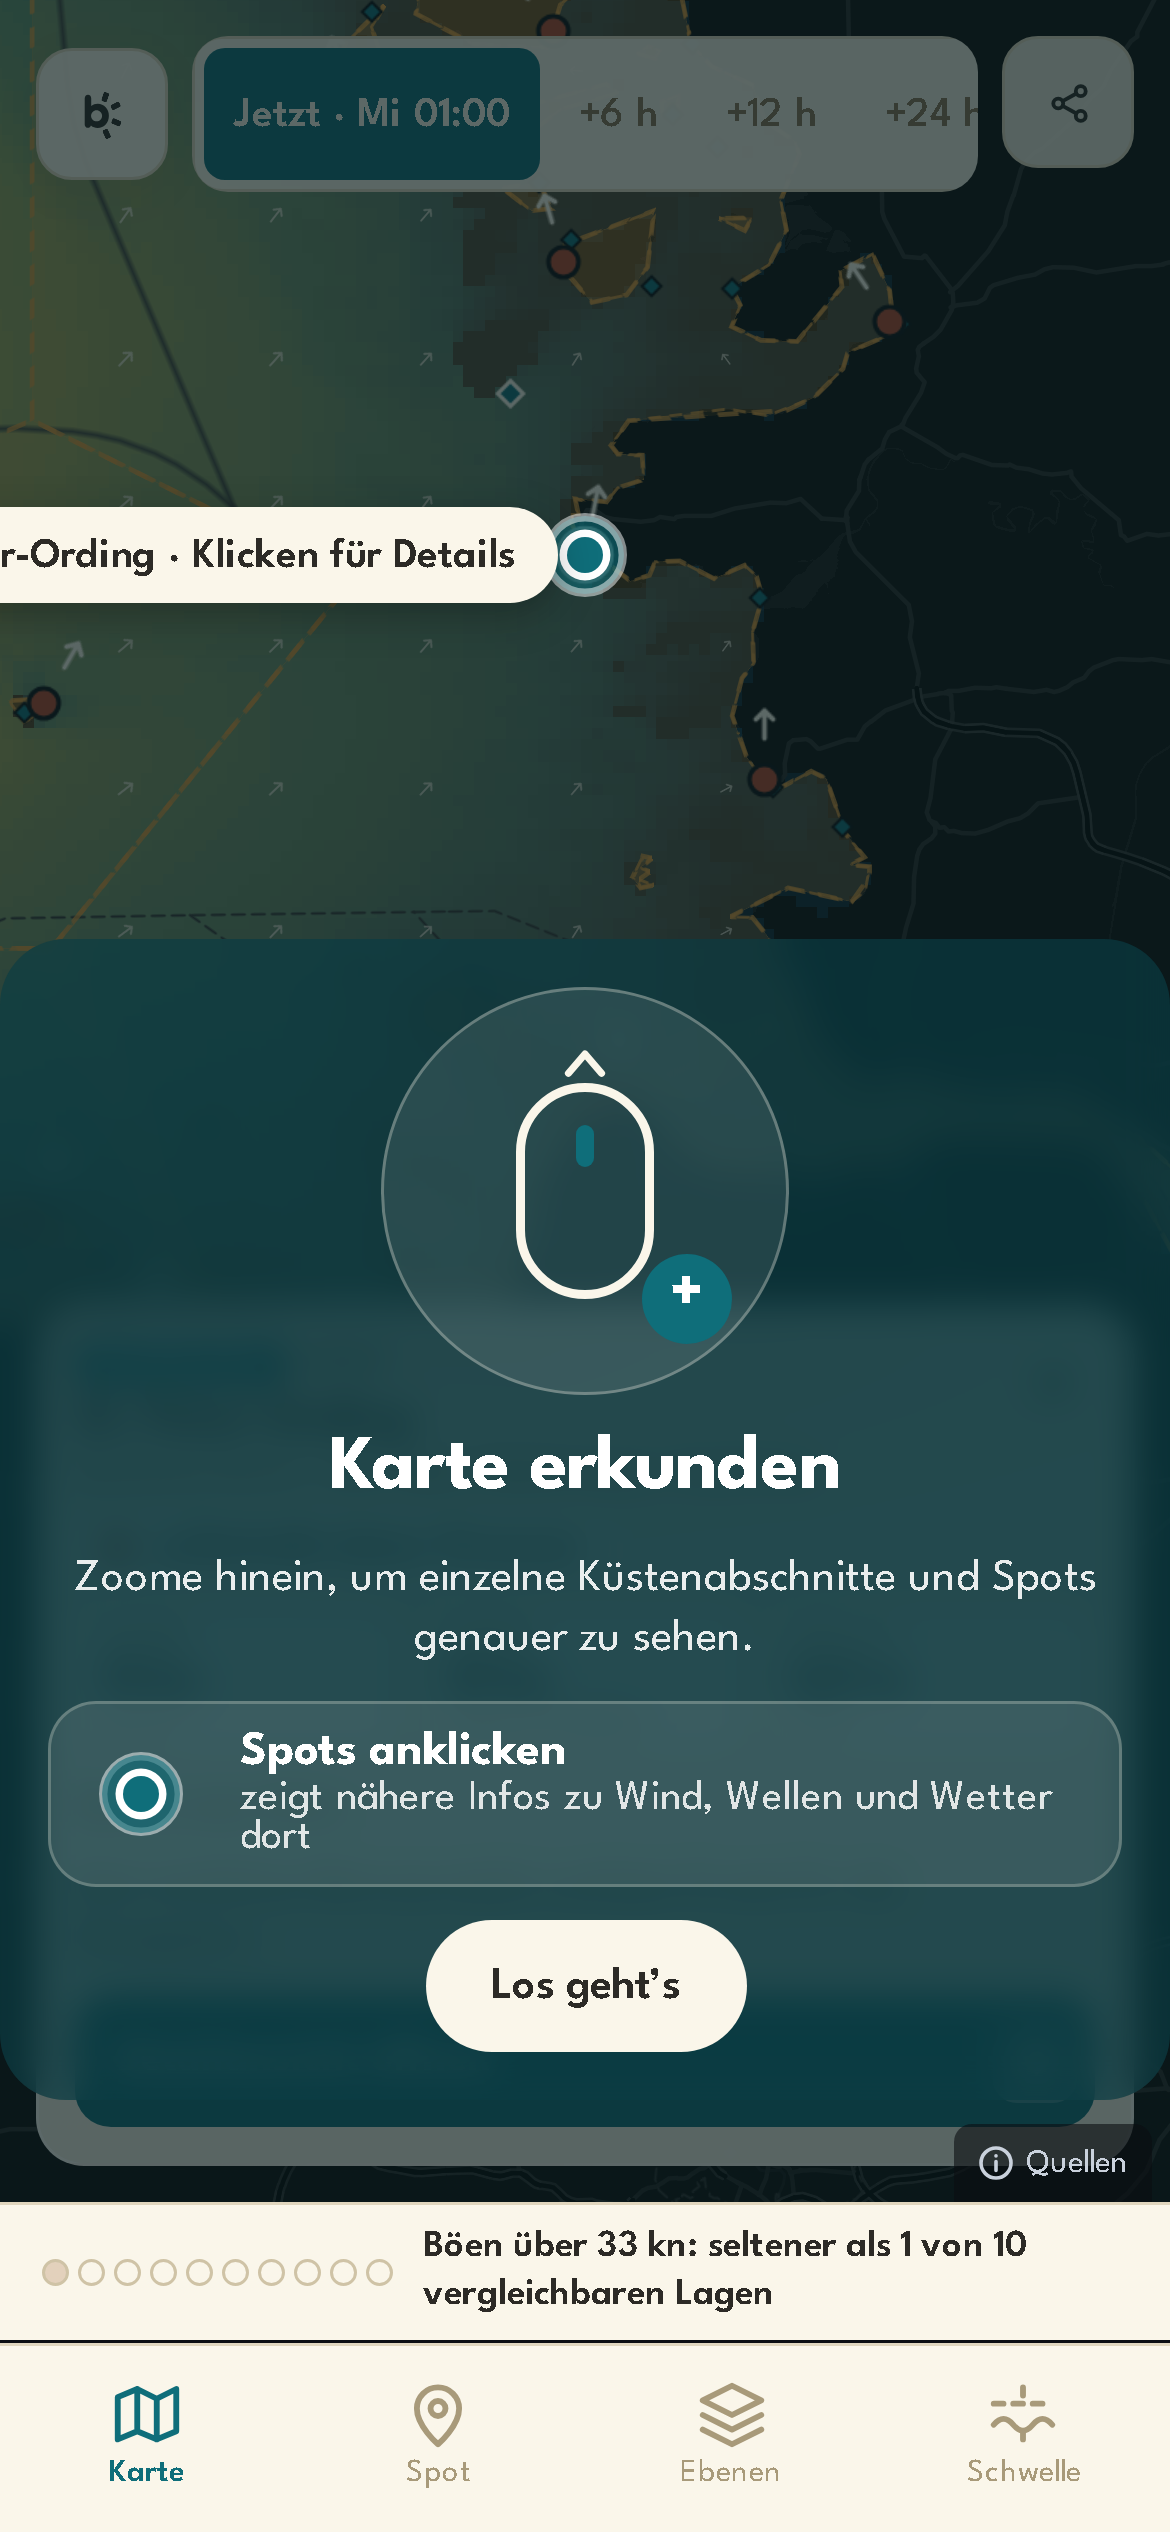 b
Jetzt · Mi 01:00
+6 h
+12 h
+24 h
r-Ording · Klicken für Details
+
Karte erkunden
Zoome hinein, um einzelne Küstenabschnitte und Spots
genauer zu sehen.
Spots anklicken
zeigt nähere Infos zu Wind, Wellen und Wetter
dort
Los geht’s
Quellen
Böen über 33 kn: seltener als 1 von 10
vergleichbaren Lagen
Karte
Spot
Ebenen
Schwelle